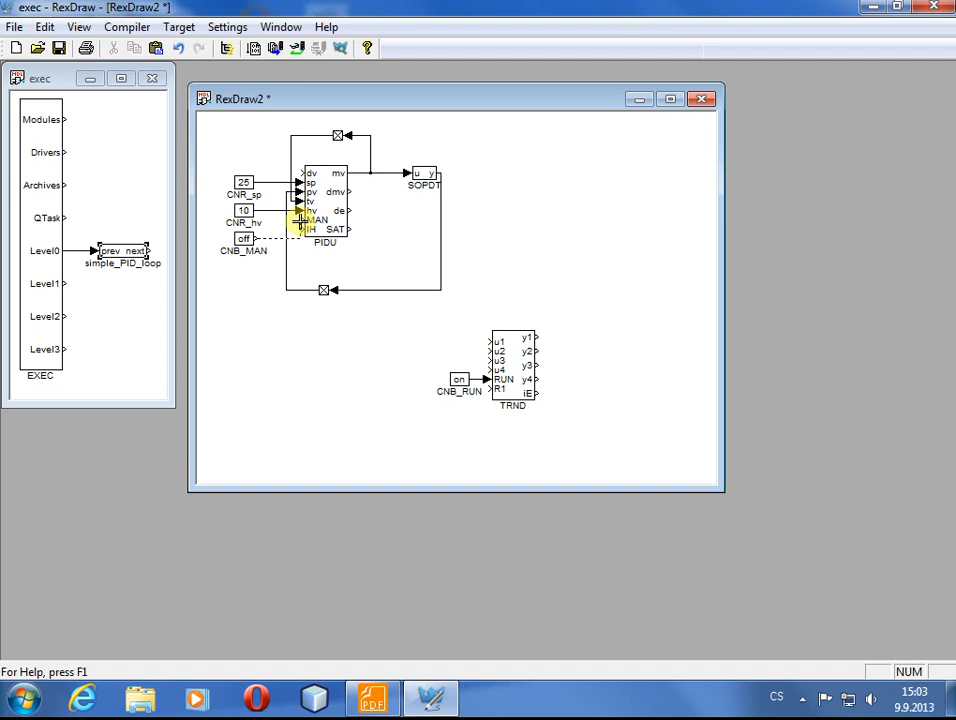 exec - RexDraw - [RexDraw2 *]
File Edit View Compiler Target Settings Window Help
exec
Modules
Drivers
Archives
QTask
Level0
prev next
simple_PID_loop
Level1
Level2
Level3
EXEC
RexDraw2 *
25
CNR_sp
10
CNR_hv
off
CNB_MAN
dv mv
sp
pv dmv
tv
hv de
MAN
IH SAT
PIDU
u y
SOPDT
on
CNB_RUN
u1 y1
u2 y2
u3 y3
u4
RUN y4
R1 iE
TRND
For Help, press F1
NUM
PDF
CS
15:03
9.9.2013